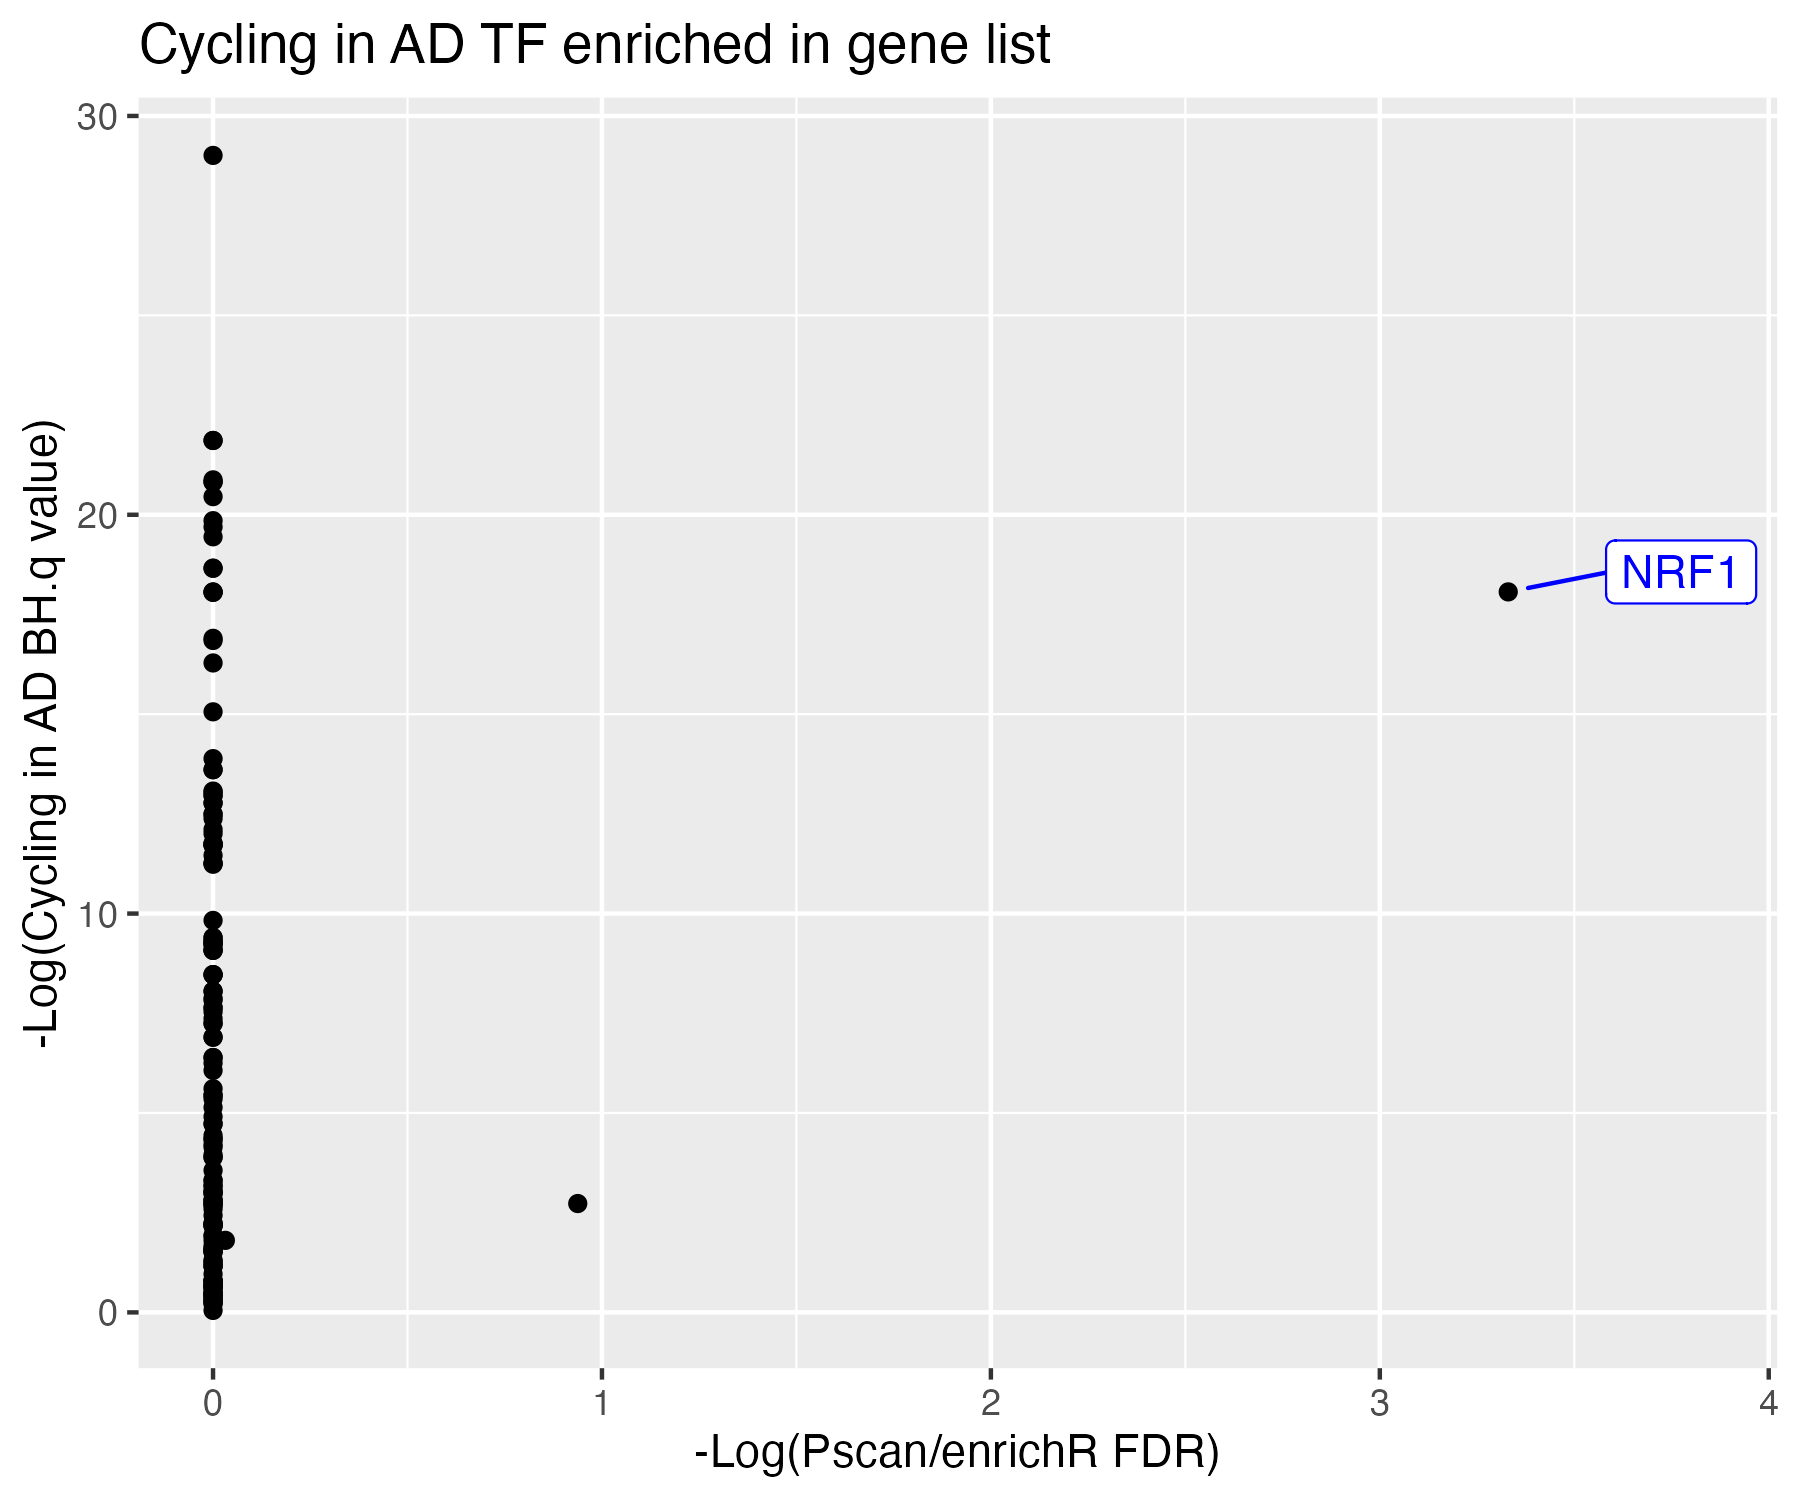 Cycling in AD TF enriched in gene list
-Log(Cycling in AD BH.q value)
30
20
10
0
NRF1
0 1 2 3 4
-Log(Pscan/enrichR FDR)